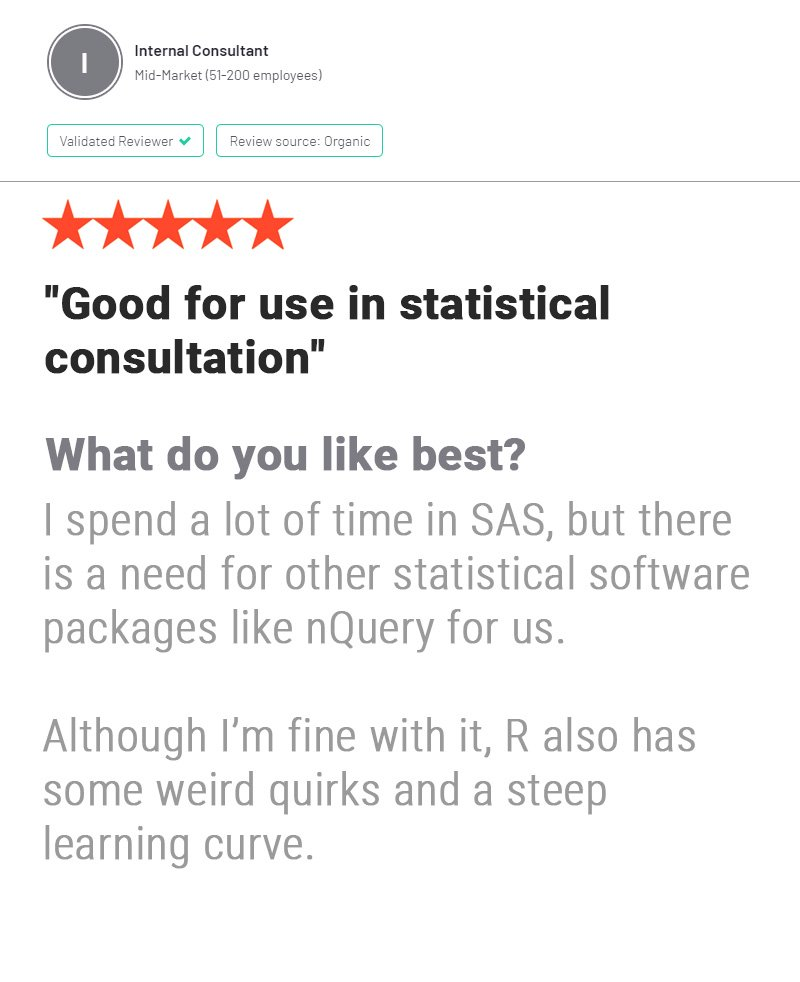 I
Internal Consultant
Mid-Market (51-200 employees)
Validated Reviewer
Review source: Organic
"Good for use in statistical
consultation"
What do you like best?
I spend a lot of time in SAS, but there
is a need for other statistical software
packages like nQuery for us.
Although I’m fine with it, R also has
some weird quirks and a steep
learning curve.